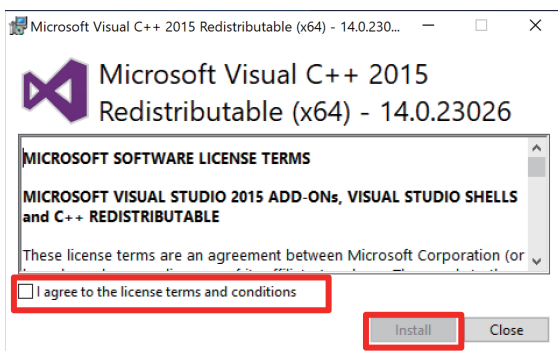 Microsoft Visual C++ 2015 Redistributable (x64) - 14.0.230...
Microsoft Visual C++ 2015
Redistributable (x64) - 14.0.23026
MICROSOFT SOFTWARE LICENSE TERMS
MICROSOFT VISUAL STUDIO 2015 ADD-ONs, VISUAL STUDIO SHELLS
and C++ REDISTRIBUTABLE
These license terms are an agreement between Microsoft Corporation (or
I agree to the license terms and conditions
Install Close